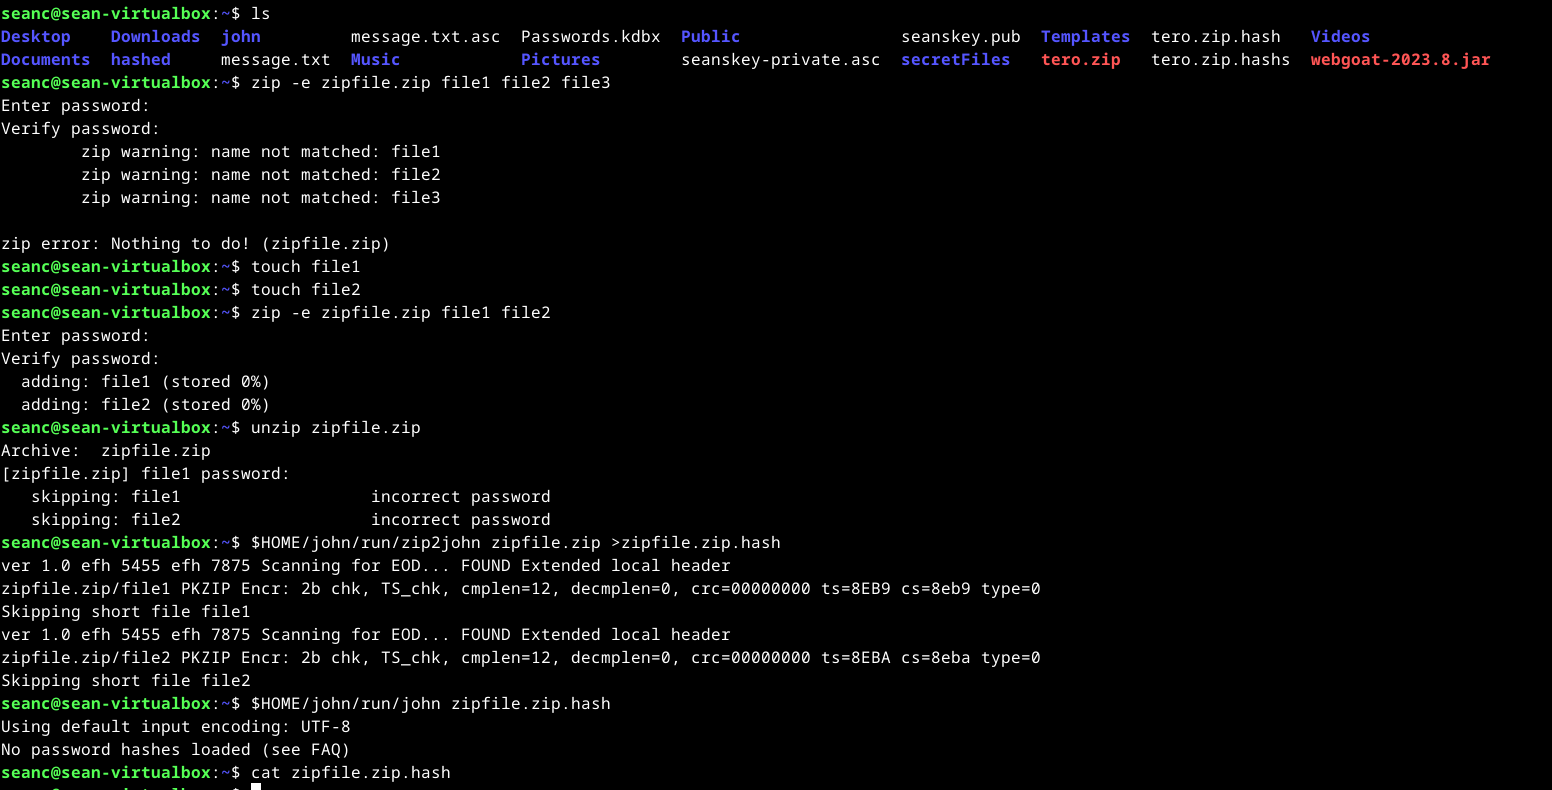 seanc@sean-virtualbox:~$ ls
Desktop    Downloads  john         message.txt.asc  Passwords.kdbx  Public                seanskey.pub  Templates  tero.zip.hash   Videos
Documents  hashed     message.txt  Music            Pictures        seanskey-private.asc  secretFiles   tero.zip   tero.zip.hashs  webgoat-2023.8.jar
seanc@sean-virtualbox:~$ zip -e zipfile.zip file1 file2 file3
Enter password:
Verify password:
        zip warning: name not matched: file1
        zip warning: name not matched: file2
        zip warning: name not matched: file3

zip error: Nothing to do! (zipfile.zip)
seanc@sean-virtualbox:~$ touch file1
seanc@sean-virtualbox:~$ touch file2
seanc@sean-virtualbox:~$ zip -e zipfile.zip file1 file2
Enter password:
Verify password:
  adding: file1 (stored 0%)
  adding: file2 (stored 0%)
seanc@sean-virtualbox:~$ unzip zipfile.zip
Archive:  zipfile.zip
[zipfile.zip] file1 password:
   skipping: file1                   incorrect password
   skipping: file2                   incorrect password
seanc@sean-virtualbox:~$ $HOME/john/run/zip2john zipfile.zip >zipfile.zip.hash
ver 1.0 efh 5455 efh 7875 Scanning for EOD... FOUND Extended local header
zipfile.zip/file1 PKZIP Encr: 2b chk, TS_chk, cmplen=12, decmplen=0, crc=00000000 ts=8EB9 cs=8eb9 type=0
Skipping short file file1
ver 1.0 efh 5455 efh 7875 Scanning for EOD... FOUND Extended local header
zipfile.zip/file2 PKZIP Encr: 2b chk, TS_chk, cmplen=12, decmplen=0, crc=00000000 ts=8EBA cs=8eba type=0
Skipping short file file2
seanc@sean-virtualbox:~$ $HOME/john/run/john zipfile.zip.hash
Using default input encoding: UTF-8
No password hashes loaded (see FAQ)
seanc@sean-virtualbox:~$ cat zipfile.zip.hash